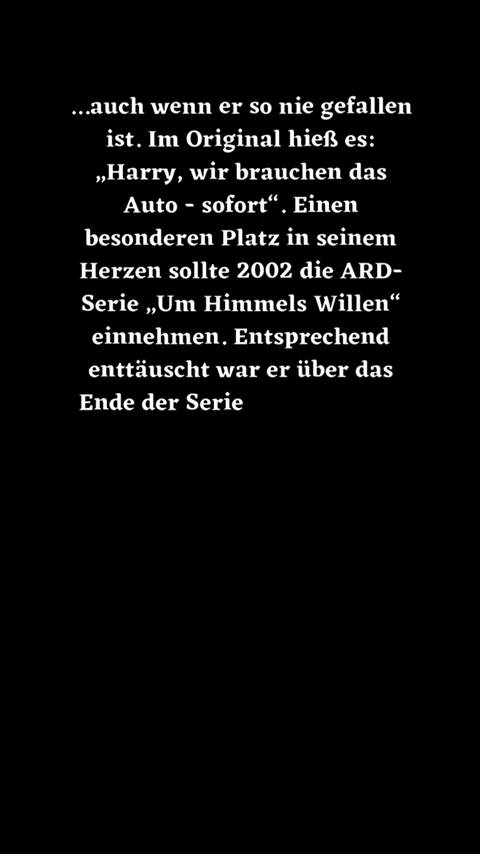 ...auch wenn er so nie gefallen
ist. Im Original hieß es:
„Harry, wir brauchen das
Auto - sofort“. Einen
besonderen Platz in seinem
Herzen sollte 2002 die ARD-
Serie „Um Himmels Willen“
einnehmen. Entsprechend
enttäuscht war er über das
Ende der Serie